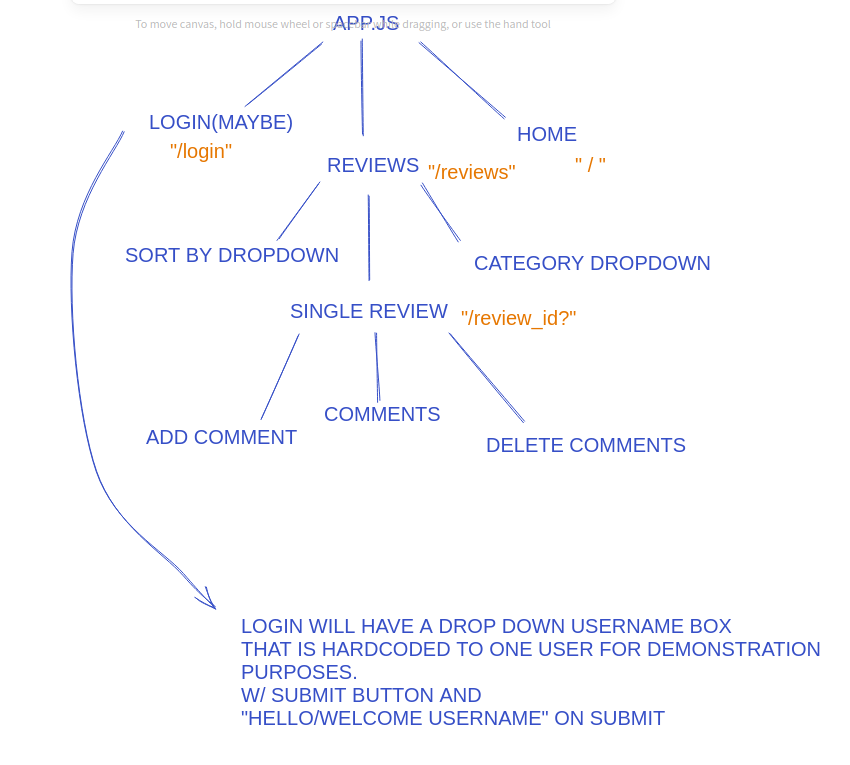 APP.JS
To move canvas, hold mouse wheel or spacebar while dragging, or use the hand tool
LOGIN(MAYBE)
"/login"
HOME
" / "
REVIEWS
"/reviews"
SORT BY DROPDOWN
CATEGORY DROPDOWN
SINGLE REVIEW
"/review_id?"
COMMENTS
ADD COMMENT
DELETE COMMENTS
LOGIN WILL HAVE A DROP DOWN USERNAME BOX
THAT IS HARDCODED TO ONE USER FOR DEMONSTRATION
PURPOSES.
W/ SUBMIT BUTTON AND
"HELLO/WELCOME USERNAME" ON SUBMIT